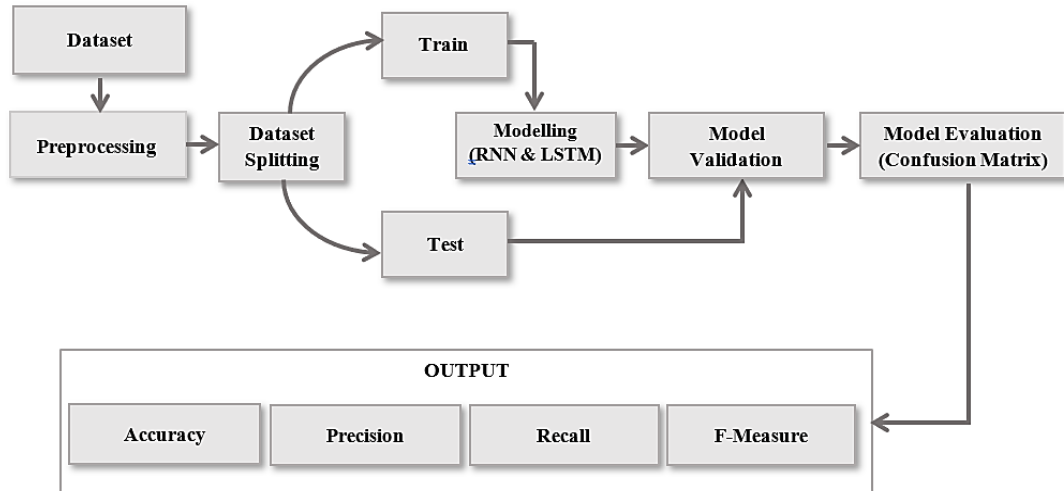 Dataset
Preprocessing
Dataset
Splitting
Train
Test
Modelling
(RNN & LSTM)
Model
Validation
Model Evaluation
(Confusion Matrix)
OUTPUT
Accuracy
Precision
Recall
F-Measure